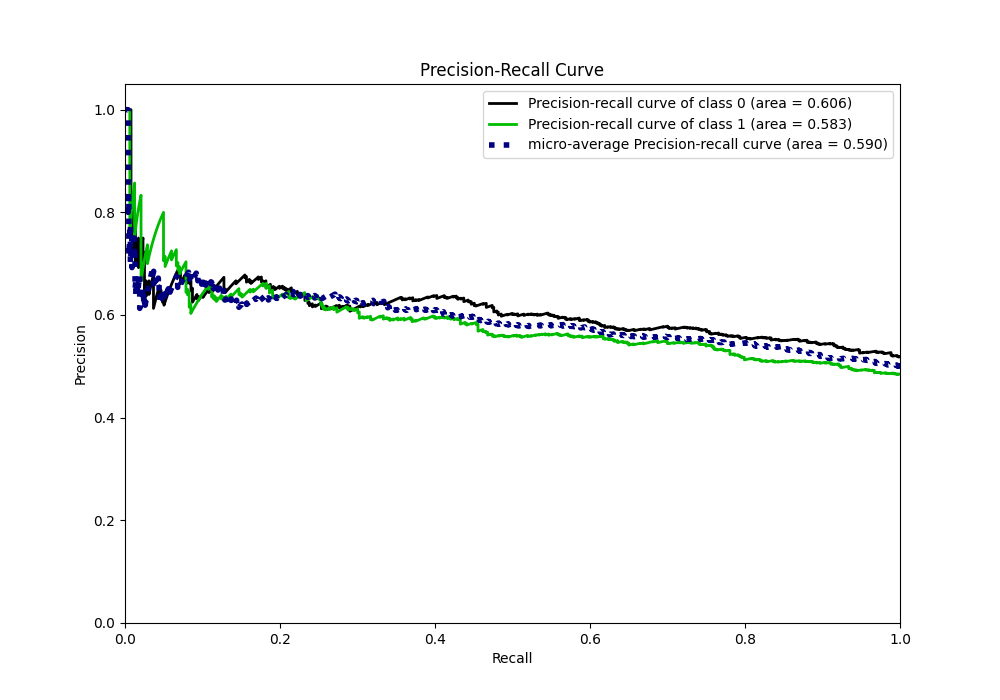 Precision-Recall Curve
Precision-recall curve of class 0 (area = 0.606)
Precision-recall curve of class 1 (area = 0.583)
micro-average Precision-recall curve (area = 0.590)
1.0
0.8
0.6
0.4
0.2
0.0
Precision
0.0 0.2 0.4 0.6 0.8 1.0
Recall